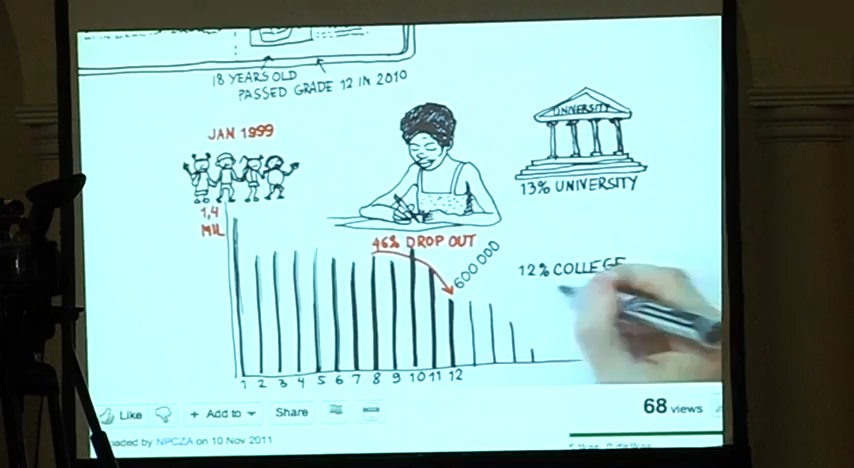 18 YEARS OLD
PASSED GRADE 12 IN 2010
JAN 1999
UNIVERSITY
13% UNIVERSITY
1,4
MIL
46% DROP OUT
600 000
12% COLLEGE
1 2 3 4 5 6 7 8 9 10 11 12
Like
Add to
Share
68 views
by NPCZA on 10 Nov 2011